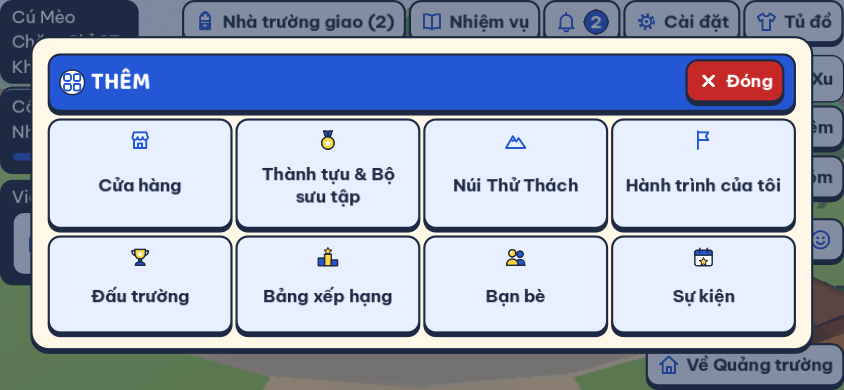 Cú Mèo
Nhà trường giao (2)
Nhiệm vụ
2
Cài đặt
Tủ đồ
Xu
THÊM
Đóng
Cửa hàng
Thành tựu & Bộ
sưu tập
Núi Thử Thách
Hành trình của tôi
Đấu trường
Bảng xếp hạng
Bạn bè
Sự kiện
Về Quảng trường